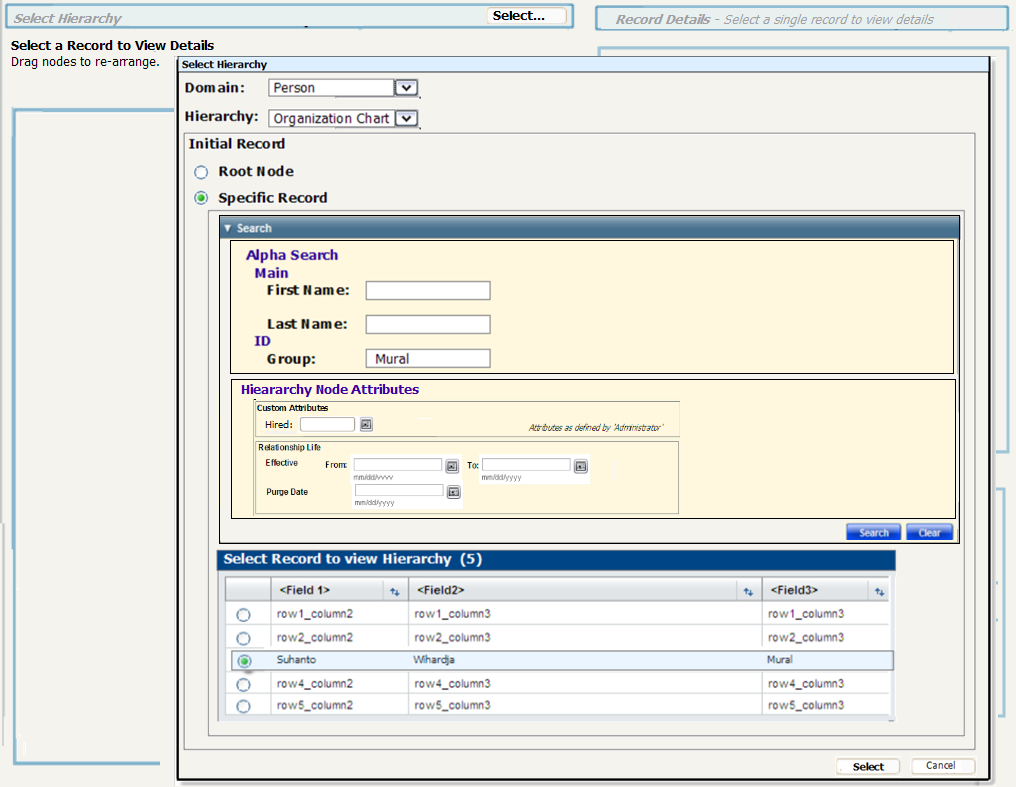 Select Hierarchy
Select...
Record Details - Select a single record to view details
Select a Record to View Details
Drag nodes to re-arrange.
Select Hierarchy
Domain: Person
Hierarchy: Organization Chart
Initial Record
Root Node
Specific Record
Search
Alpha Search
Main
First Name:
Last Name:
ID
Group: Mural
Hieararchy Node Attributes
Custom Attributes
Hired:
Attributes as defined by 'Administrator'
Relationship Life
Effective From: To:
mm/dd/vvvv mm/dd/yyyy
Purge Date
mm/dd/yyyy
Search Clear
Select Record to view Hierarchy (5)
<Field 1> <Field2> <Field3>
row1_column2 row1_column3 row1_column3
row2_column2 row2_column3 row2_column3
Suhanto Wihardja Mural
row4_column2 row4_column3 row4_column3
row5_column2 row5_column3 row5_column3
Select Cancel